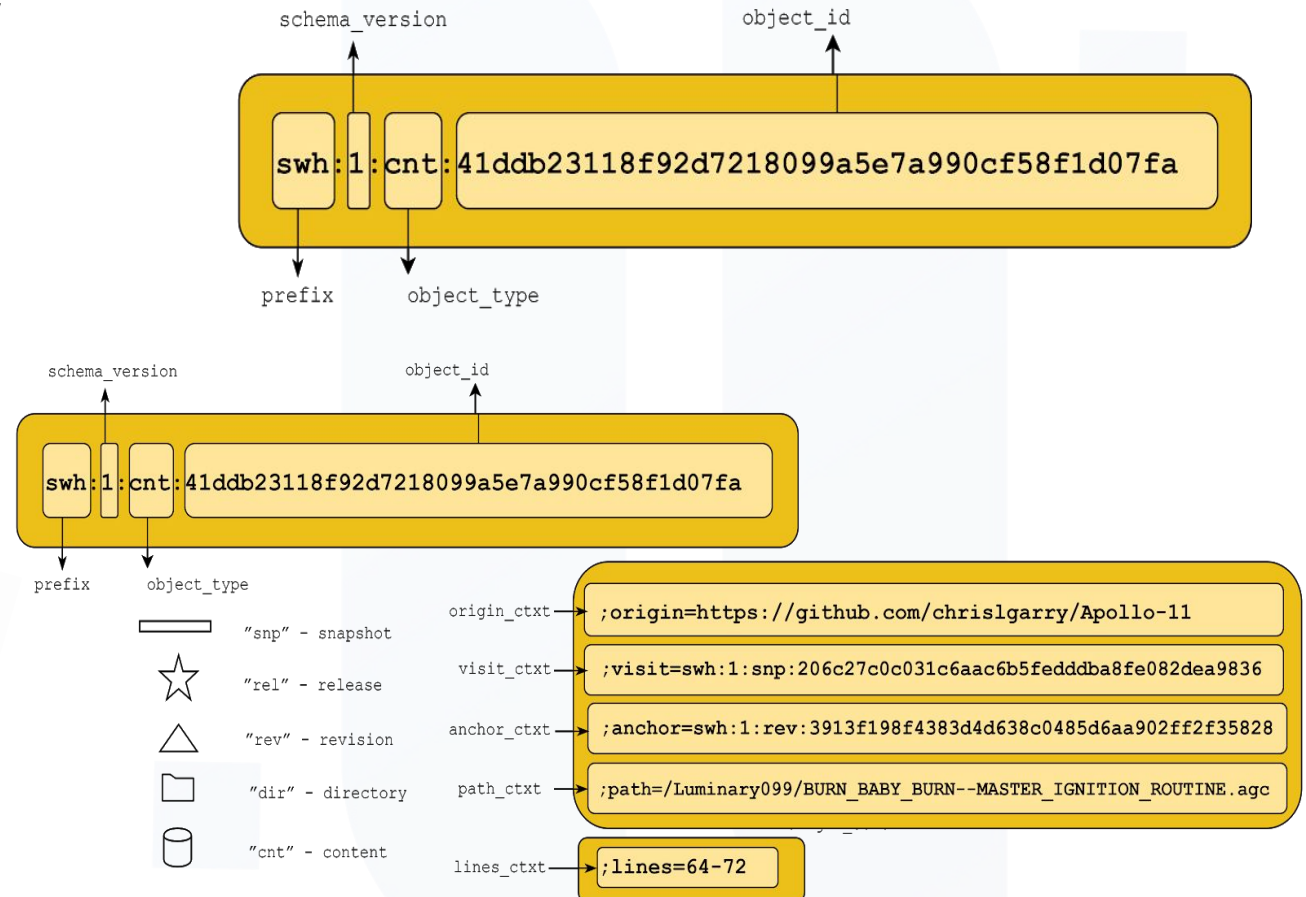 schema_version
object_id
swh:1:cnt:41ddb23118f92d7218099a5e7a990cf58f1d07fa
prefix
object_type
schema_version
object_id
swh:1:cnt:41ddb23118f92d7218099a5e7a990cf58f1d07fa
prefix
object_type
"snp" - snapshot
"rel" - release
"rev" - revision
"dir" - directory
"cnt" - content
origin_ctxt
;origin=https://github.com/chrislgarry/Apollo-11
visit_ctxt
;visit=swh:1:snp:206c27c0c031c6aac6b5fedddba8fe082dea9836
anchor_ctxt
;anchor=swh:1:rev:3913f198f4383d4d638c0485d6aa902ff2f35828
path_ctxt
;path=/Luminary099/BURN_BABY_BURN--MASTER_IGNITION_ROUTINE.agc
lines_ctxt
;lines=64-72